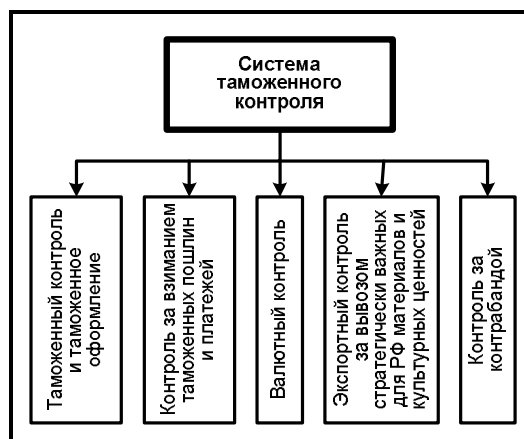 Система
таможенного
контроля
Таможенный контроль
и таможенное
оформление
Контроль за взиманием
таможенных пошлин
и платежей
Валютный контроль
Экспортный контроль
за вывозом
стратегически важных
для РФ материалов и
культурных ценностей
Контроль за
контрабандой